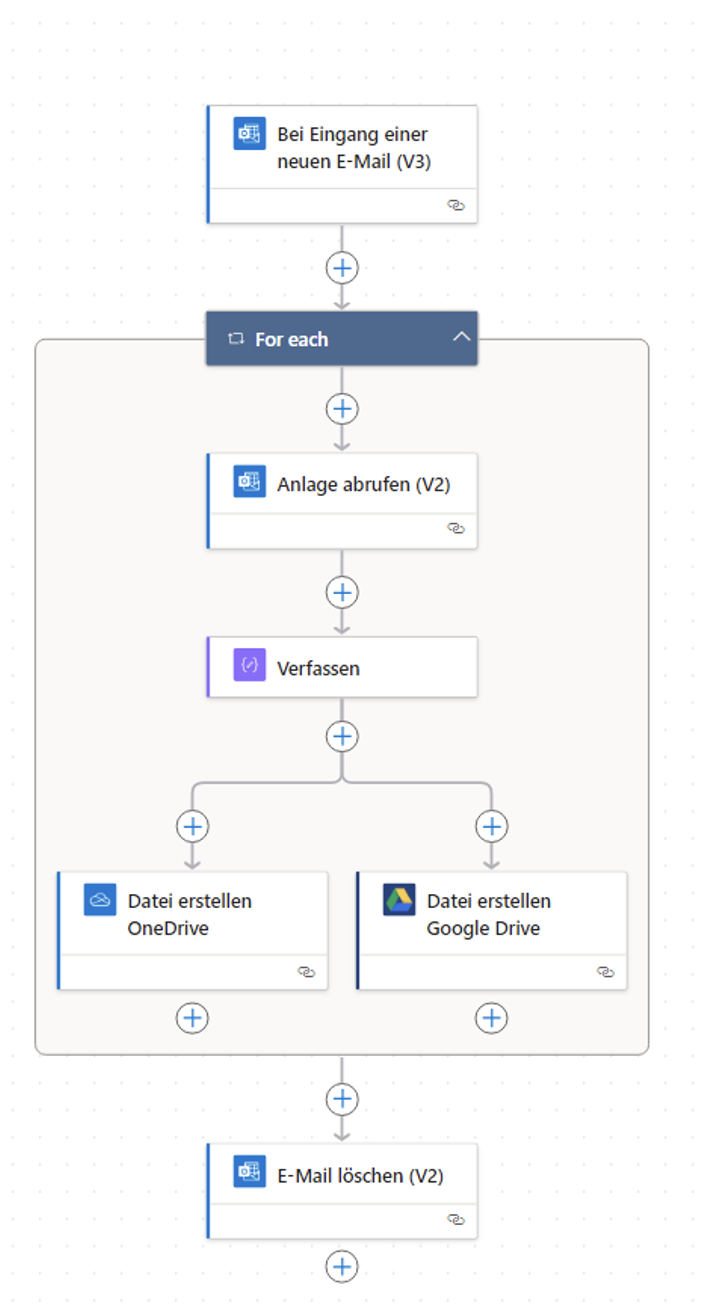 Bei Eingang einer
neuen E-Mail (V3)
For each
Anlage abrufen (V2)
Verfassen
Datei erstellen
OneDrive
Datei erstellen
Google Drive
E-Mail löschen (V2)